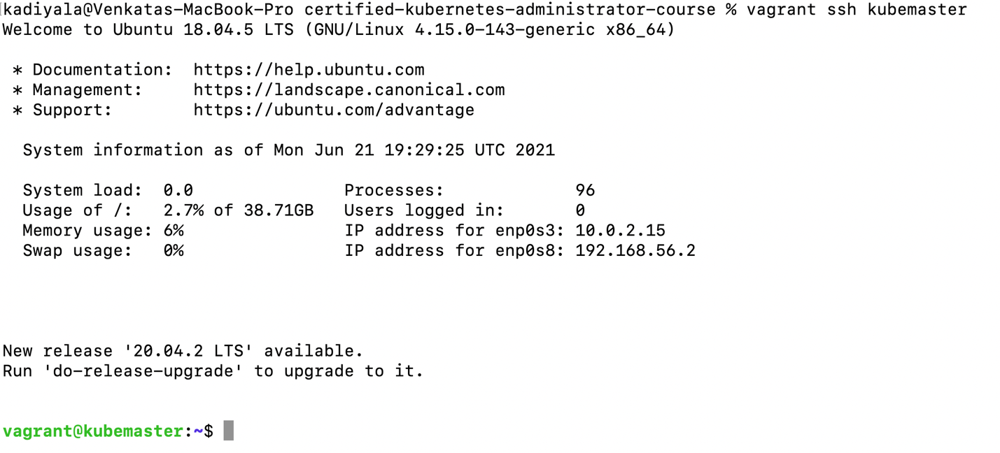 [kadiyala@Venkatas-MacBook-Pro certified-kubernetes-administrator-course % vagrant ssh kubemaster
Welcome to Ubuntu 18.04.5 LTS (GNU/Linux 4.15.0-143-generic x86_64)
* Documentation:  https://help.ubuntu.com
* Management:     https://landscape.canonical.com
* Support:        https://ubuntu.com/advantage
System information as of Mon Jun 21 19:29:25 UTC 2021
System load:  0.0               Processes:             96
Usage of /:   2.7% of 38.71GB   Users logged in:       0
Memory usage: 6%                IP address for enp0s3: 10.0.2.15
Swap usage:   0%                IP address for enp0s8: 192.168.56.2
New release '20.04.2 LTS' available.
Run 'do-release-upgrade' to upgrade to it.
vagrant@kubemaster:~$